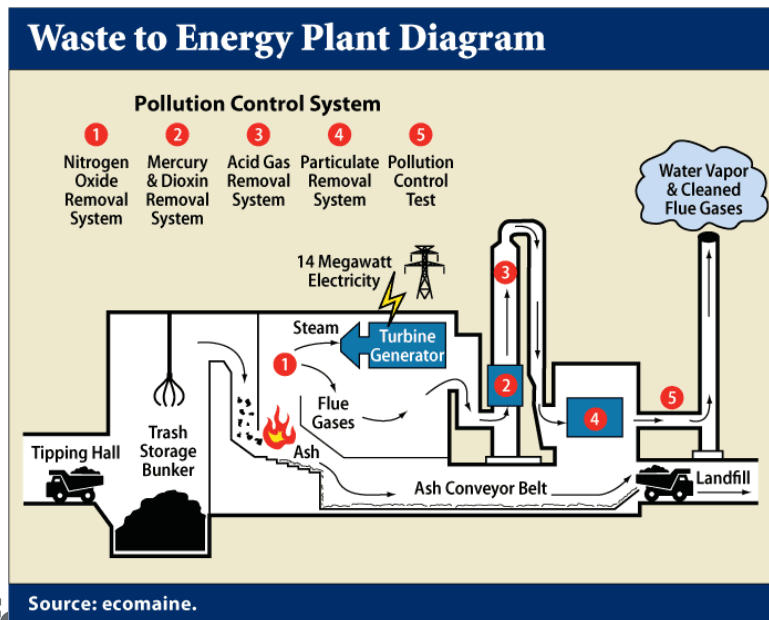 Waste to Energy Plant Diagram
Pollution Control System
1
2
3
4
5
Nitrogen
Oxide
Removal
System
Mercury
& Dioxin
Removal
System
Acid Gas
Removal
System
Particulate
Removal
System
Pollution
Control
Test
Water Vapor
& Cleaned
Flue Gases
14 Megawatt
Electricity
3
Steam
Turbine
Generator
1
2
Flue
Gases
5
4
Tipping Hall
Trash
Storage
Bunker
Ash
Ash Conveyor Belt
Landfill
Source: ecomaine.